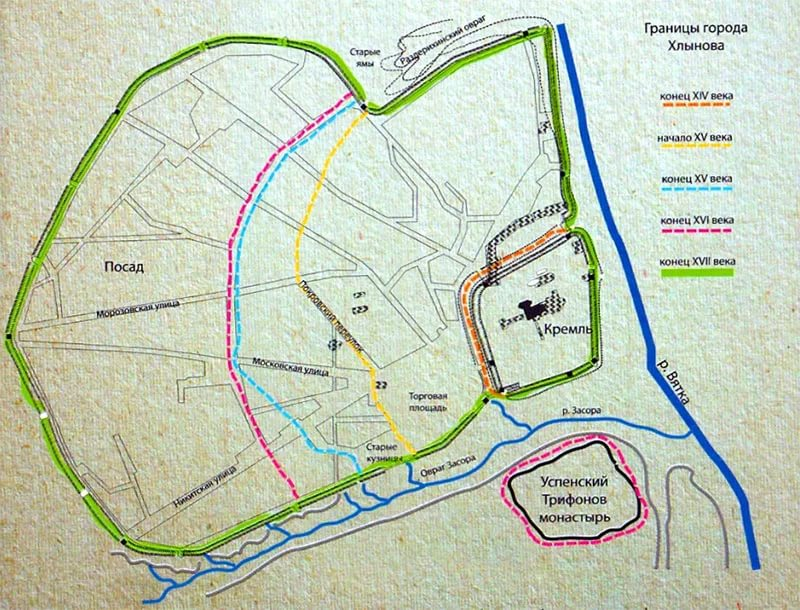 Границы города
Хлынова
конец XIV века
начало XV века
конец XV века
конец XVI века
конец XVII века
Старые
ямы
Раздерихинский овраг
Посад
Морозовская улица
Покровский переулок
Московская улица
Никитская улица
Кремль
Торговая
площадь
Старые
кузницы
Овраг Засора
р. Засора
р. Вятка
Успенский
Трифонов
монастырь